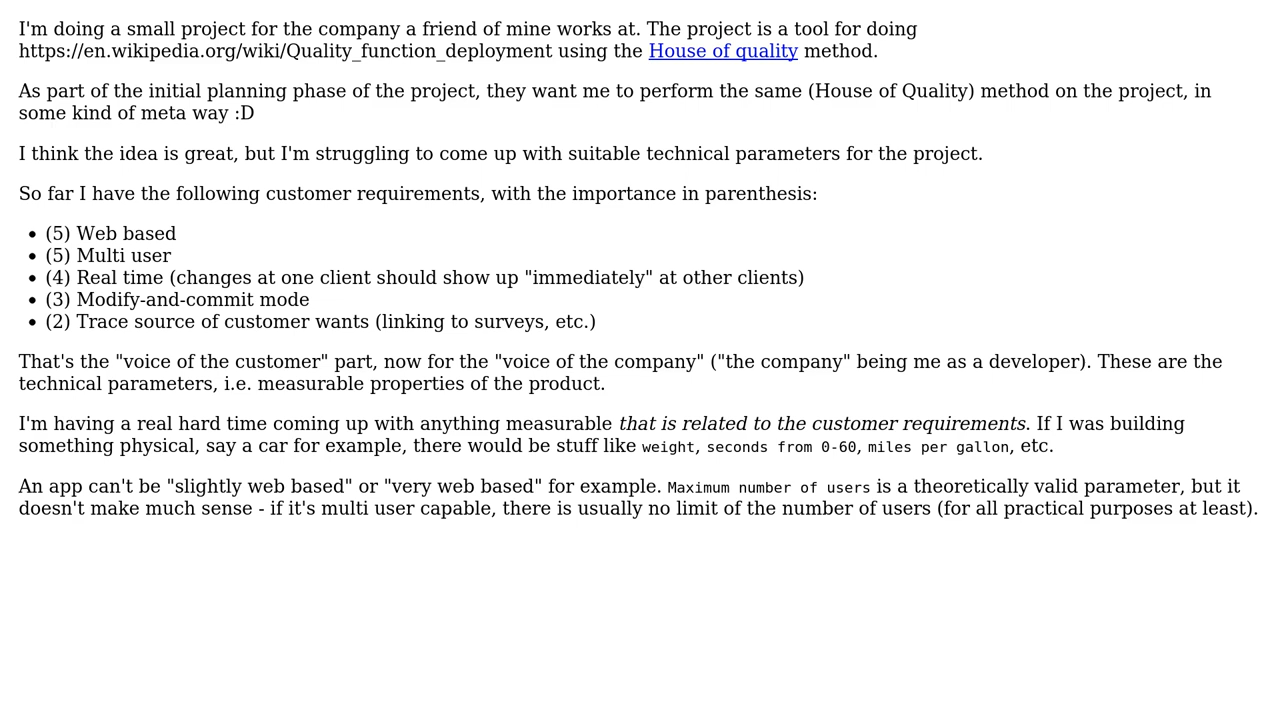 I'm doing a small project for the company a friend of mine works at. The project is a tool for doing
https://en.wikipedia.org/wiki/Quality_function_deployment using the House of quality method.
As part of the initial planning phase of the project, they want me to perform the same (House of Quality) method on the project, in
some kind of meta way :D
I think the idea is great, but I'm struggling to come up with suitable technical parameters for the project.
So far I have the following customer requirements, with the importance in parenthesis:
• (5) Web based
• (5) Multi user
• (4) Real time (changes at one client should show up "immediately" at other clients)
• (3) Modify-and-commit mode
• (2) Trace source of customer wants (linking to surveys, etc.)
That's the "voice of the customer" part, now for the "voice of the company" ("the company" being me as a developer). These are the
technical parameters, i.e. measurable properties of the product.
I'm having a real hard time coming up with anything measurable that is related to the customer requirements. If I was building
something physical, say a car for example, there would be stuff like weight, seconds from 0-60, miles per gallon, etc.
An app can't be "slightly web based" or "very web based" for example. Maximum number of users is a theoretically valid parameter, but it
doesn't make much sense - if it's multi user capable, there is usually no limit of the number of users (for all practical purposes at least).